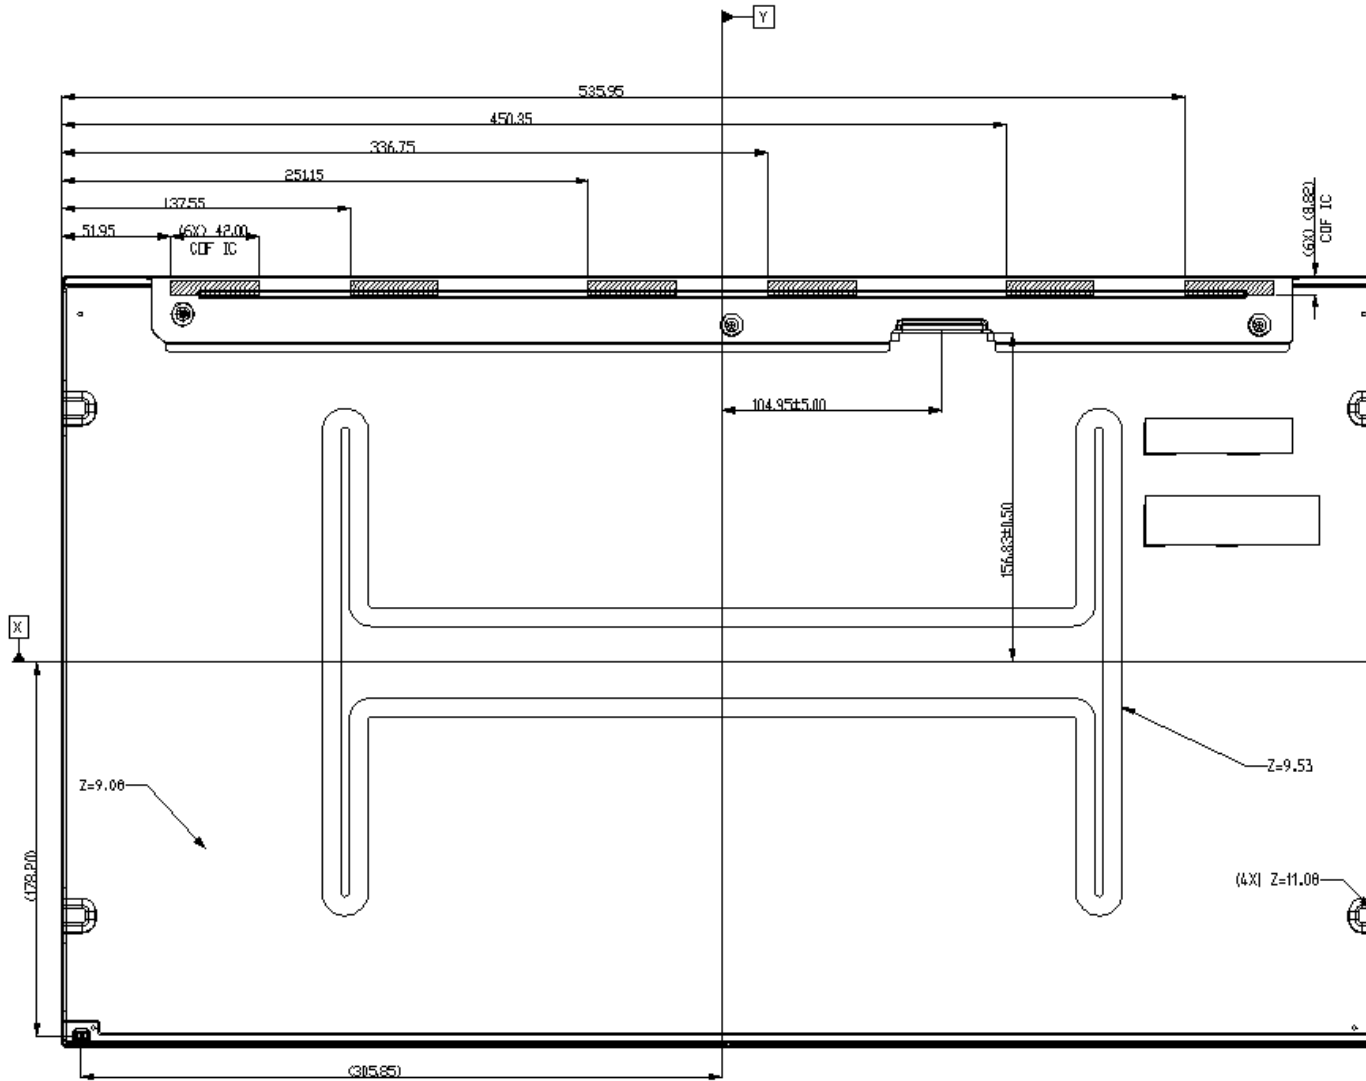 Y
535.95
450.35
336.75
251.15
137.55
51.95
(6X) 42.00
COF IC
(6X) (8.82)
COF IC
104.95±5.00
156.83±0.50
X
Z=9.53
Z=9.08
(178.20)
(4X) Z=11.08
(305.85)